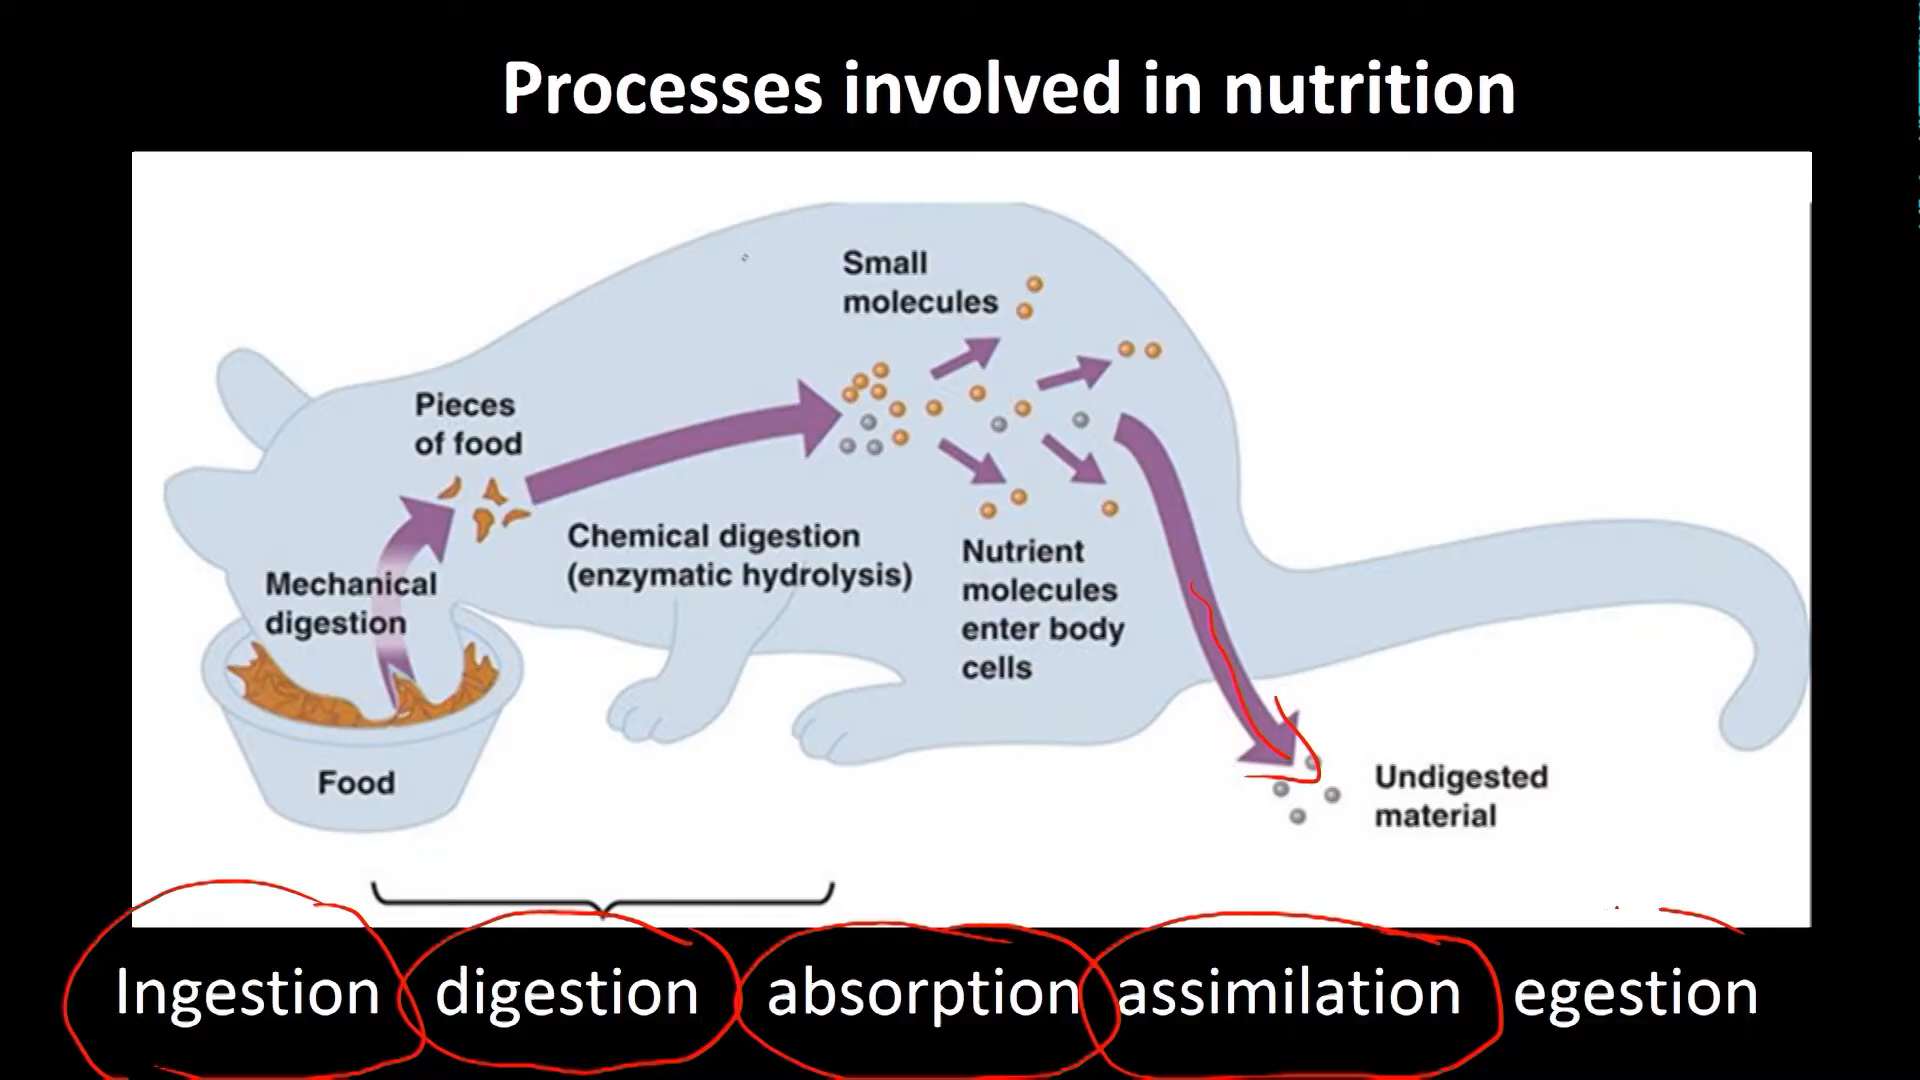 Processes involved in nutrition
Small
molecules
Pieces
of food
Chemical digestion
(enzymatic hydrolysis)
Nutrient
molecules
enter body
cells
Mechanical
digestion
Food
Undigested
material
Ingestion digestion absorption assimilation egestion